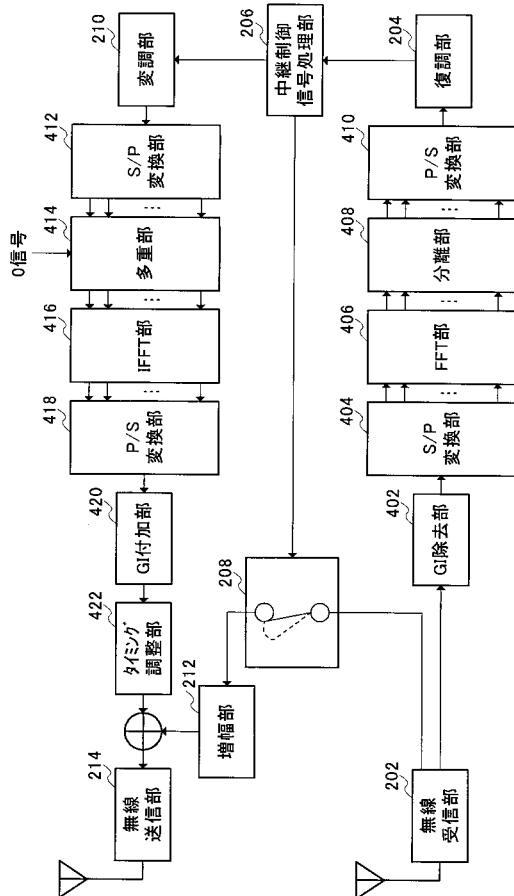 0信号
214
無線
送信部
422
タイミング
調整部
420
GI付加部
418
P/S
変換部
416
IFFT部
414
多重部
412
S/P
変換部
210
変調部
212
増幅部
208
206
中継制御
信号処理部
202
無線
受信部
402
GI除去部
404
S/P
変換部
406
FFT部
408
分離部
410
P/S
変換部
204
復調部